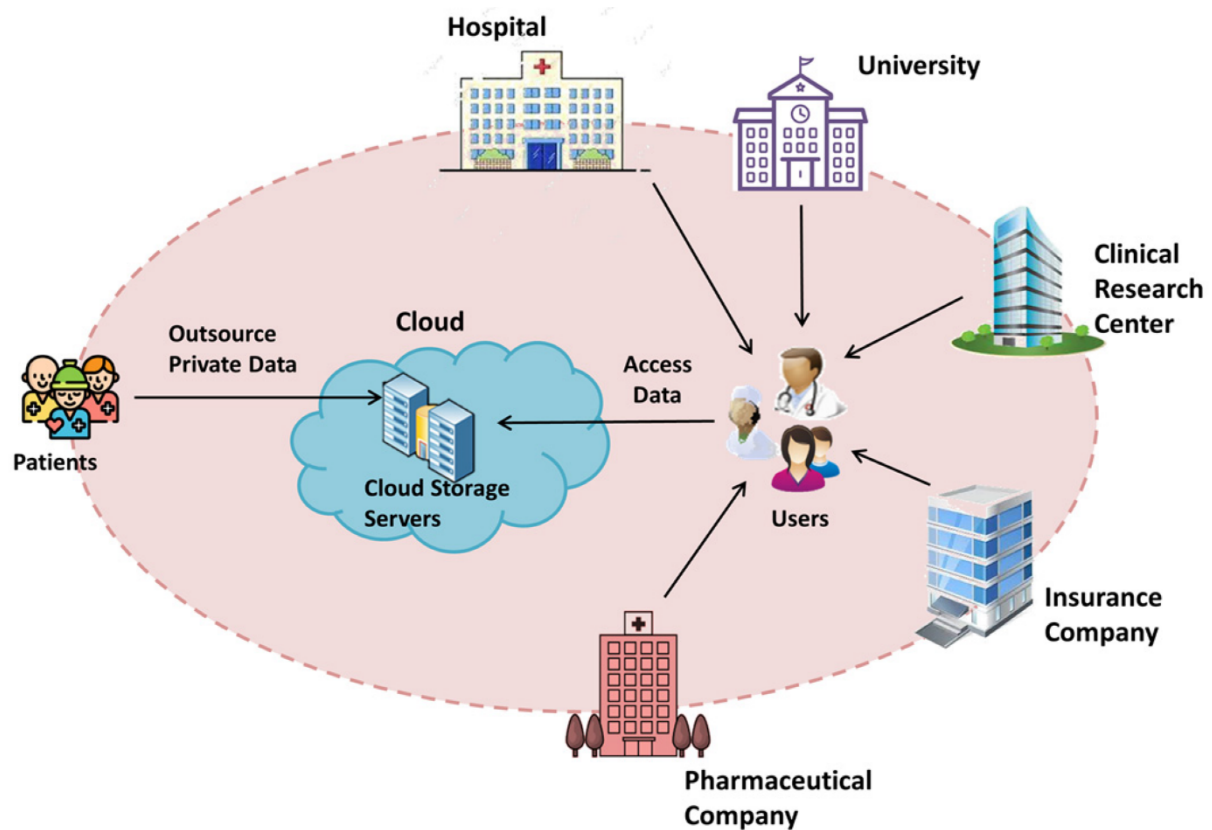 Hospital
University
Clinical
Research
Center
Outsource
Private Data
Cloud
Access
Data
Patients
Cloud Storage
Servers
Users
Insurance
Company
Pharmaceutical
Company